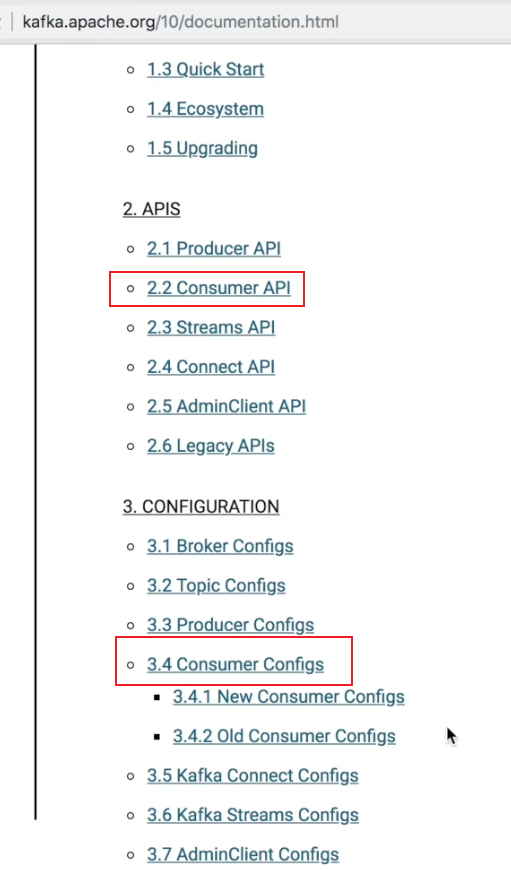 kafka.apache.org/10/documentation.html
1.3 Quick Start
1.4 Ecosystem
1.5 Upgrading
2. APIS
2.1 Producer API
2.2 Consumer API
2.3 Streams API
2.4 Connect API
2.5 AdminClient API
2.6 Legacy APIs
3. CONFIGURATION
3.1 Broker Configs
3.2 Topic Configs
3.3 Producer Configs
3.4 Consumer Configs
3.4.1 New Consumer Configs
3.4.2 Old Consumer Configs
3.5 Kafka Connect Configs
3.6 Kafka Streams Configs
3.7 AdminClient Configs